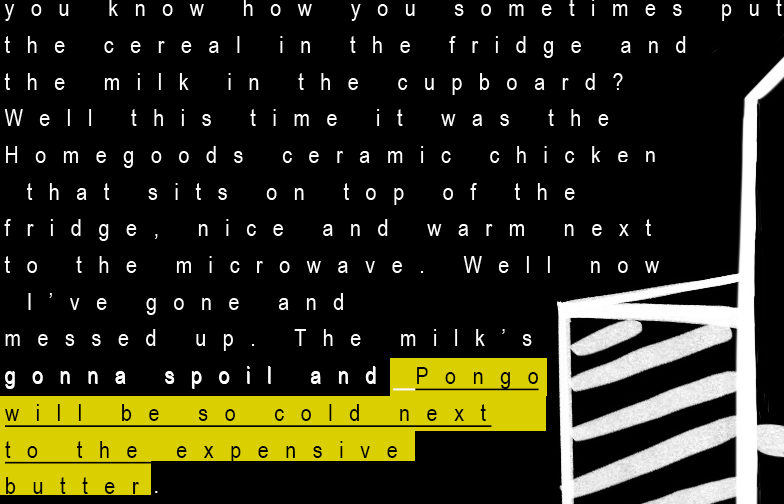 you know how you sometimes put
the cereal in the fridge and
the milk in the cupboard?
Well this time it was the
Homegoods ceramic chicken
that sits on top of the
fridge, nice and warm next
to the microwave. Well now
I’ve gone and
messed up. The milk’s
gonna spoil and Pongo
will be so cold next
to the expensive
butter.